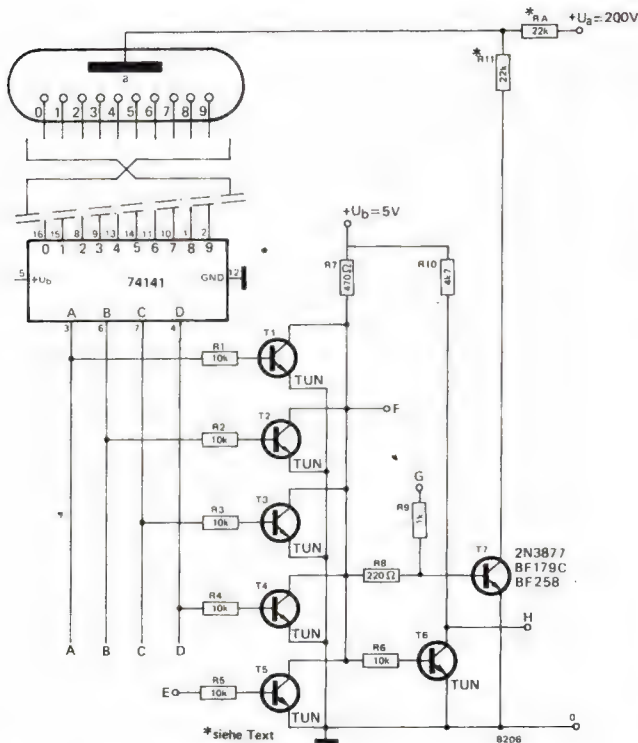 *RA
+Ua=200V
22k
*R11
22k
a
0 1 2 3 4 5 6 7 8 9
+Ub=5V
16 15 8 9 13 14 11 10 1 2
0 1 2 3 4 5 6 7 8 9
5
+Ub
74141
GND
12
R7
470Ω
R10
4k7
A B C D
3 6 7 4
R1
10k
T1
TUN
R2
10k
T2
F
TUN
R3
10k
T3
TUN
G
R9
1k
R8
220Ω
T7
2N3877
BF179C
BF258
R4
10k
T4
TUN
H
A B C D
R6
10k
T6
TUN
E
R5
10k
T5
TUN
*siehe Text
0
8206